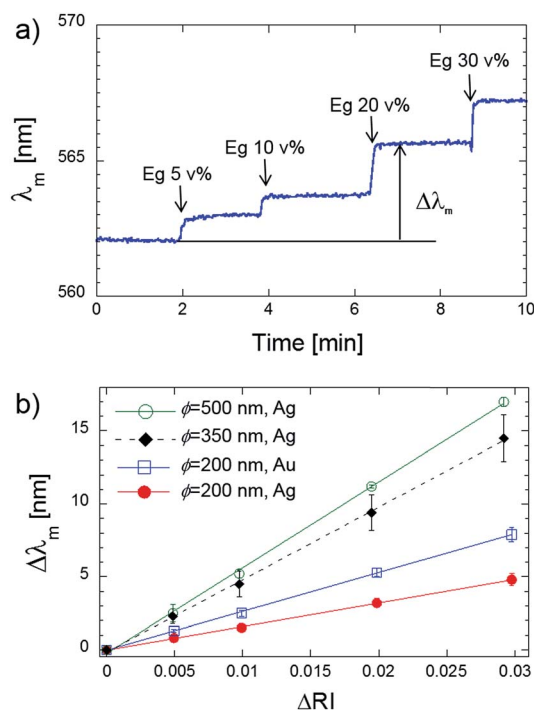 a)
570
565
560
λm [nm]
Eg 5 v%
Eg 10 v%
Eg 20 v%
Eg 30 v%
Δλm
0 2 4 6 8 10
Time [min]
b)
ϕ=500 nm, Ag
ϕ=350 nm, Ag
ϕ=200 nm, Au
ϕ=200 nm, Ag
15
10
5
0
Δλm [nm]
0 0.005 0.01 0.015 0.02 0.025 0.03
ΔRI